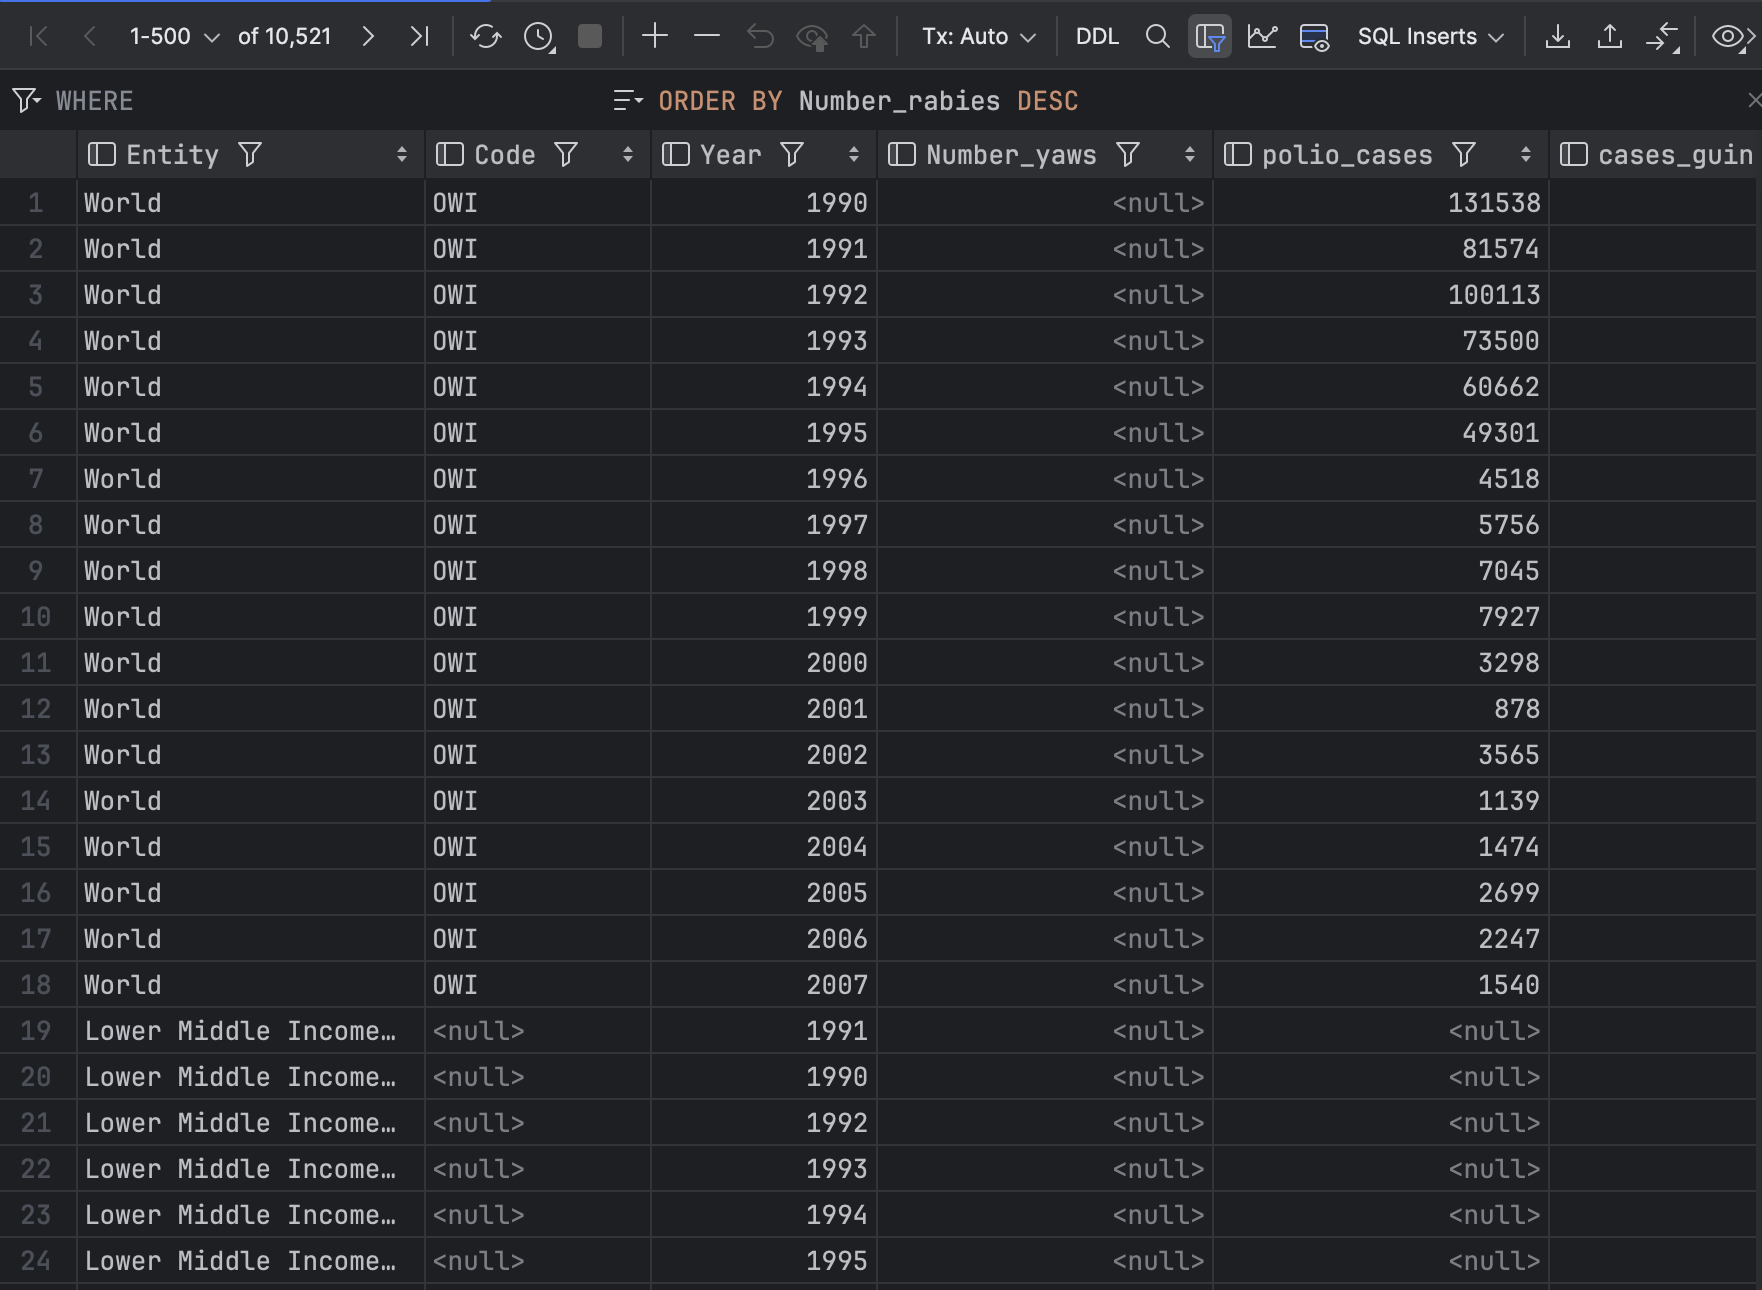 1-500 of 10,521 Tx: Auto DDL SQL Inserts
WHERE ORDER BY Number_rabies DESC
Entity Code Year Number_yaws polio_cases cases_guin
1 World OWI 1990 <null> 131538
2 World OWI 1991 <null> 81574
3 World OWI 1992 <null> 100113
4 World OWI 1993 <null> 73500
5 World OWI 1994 <null> 60662
6 World OWI 1995 <null> 49301
7 World OWI 1996 <null> 4518
8 World OWI 1997 <null> 5756
9 World OWI 1998 <null> 7045
10 World OWI 1999 <null> 7927
11 World OWI 2000 <null> 3298
12 World OWI 2001 <null> 878
13 World OWI 2002 <null> 3565
14 World OWI 2003 <null> 1139
15 World OWI 2004 <null> 1474
16 World OWI 2005 <null> 2699
17 World OWI 2006 <null> 2247
18 World OWI 2007 <null> 1540
19 Lower Middle Income… <null> 1991 <null> <null>
20 Lower Middle Income… <null> 1990 <null> <null>
21 Lower Middle Income… <null> 1992 <null> <null>
22 Lower Middle Income… <null> 1993 <null> <null>
23 Lower Middle Income… <null> 1994 <null> <null>
24 Lower Middle Income… <null> 1995 <null> <null>